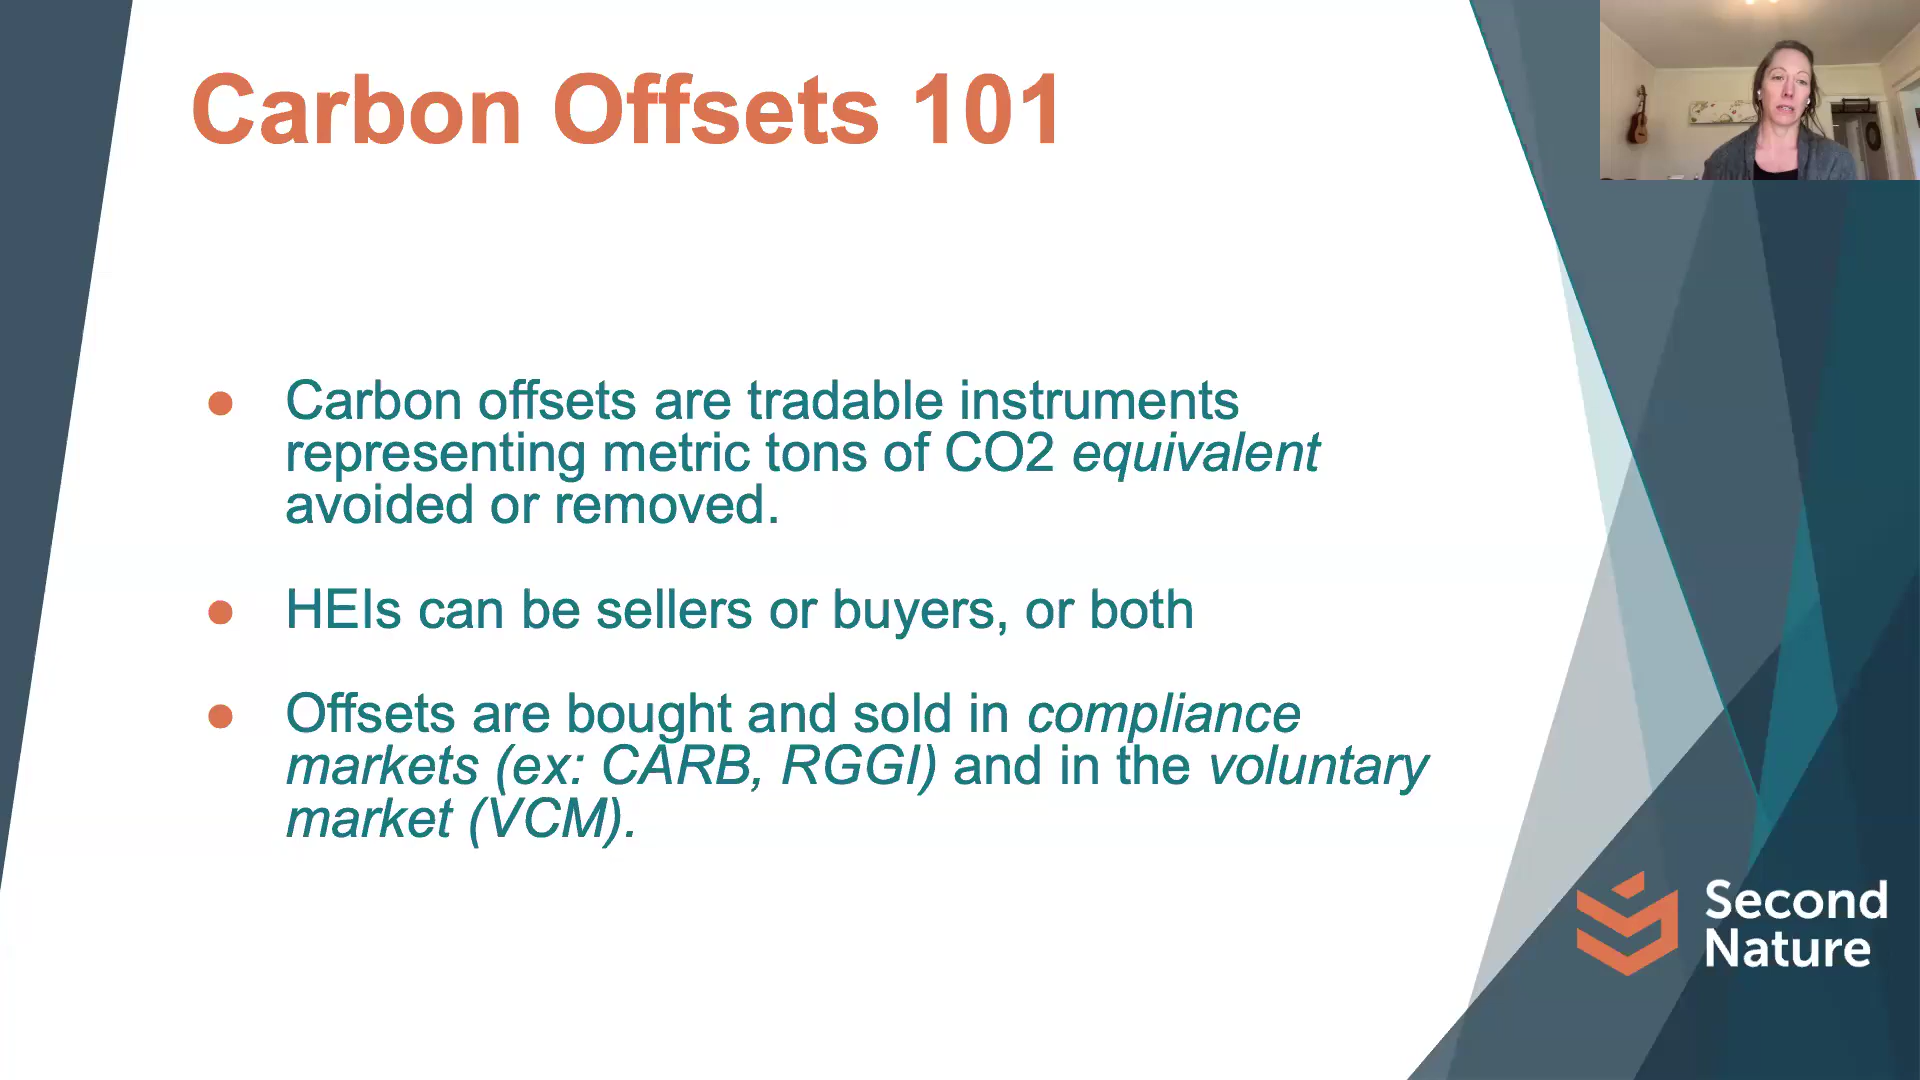 Carbon Offsets 101
● Carbon offsets are tradable instruments
representing metric tons of CO2 equivalent
avoided or removed.
● HEIs can be sellers or buyers, or both
● Offsets are bought and sold in compliance
markets (ex: CARB, RGGI) and in the voluntary
market (VCM).
Second
Nature